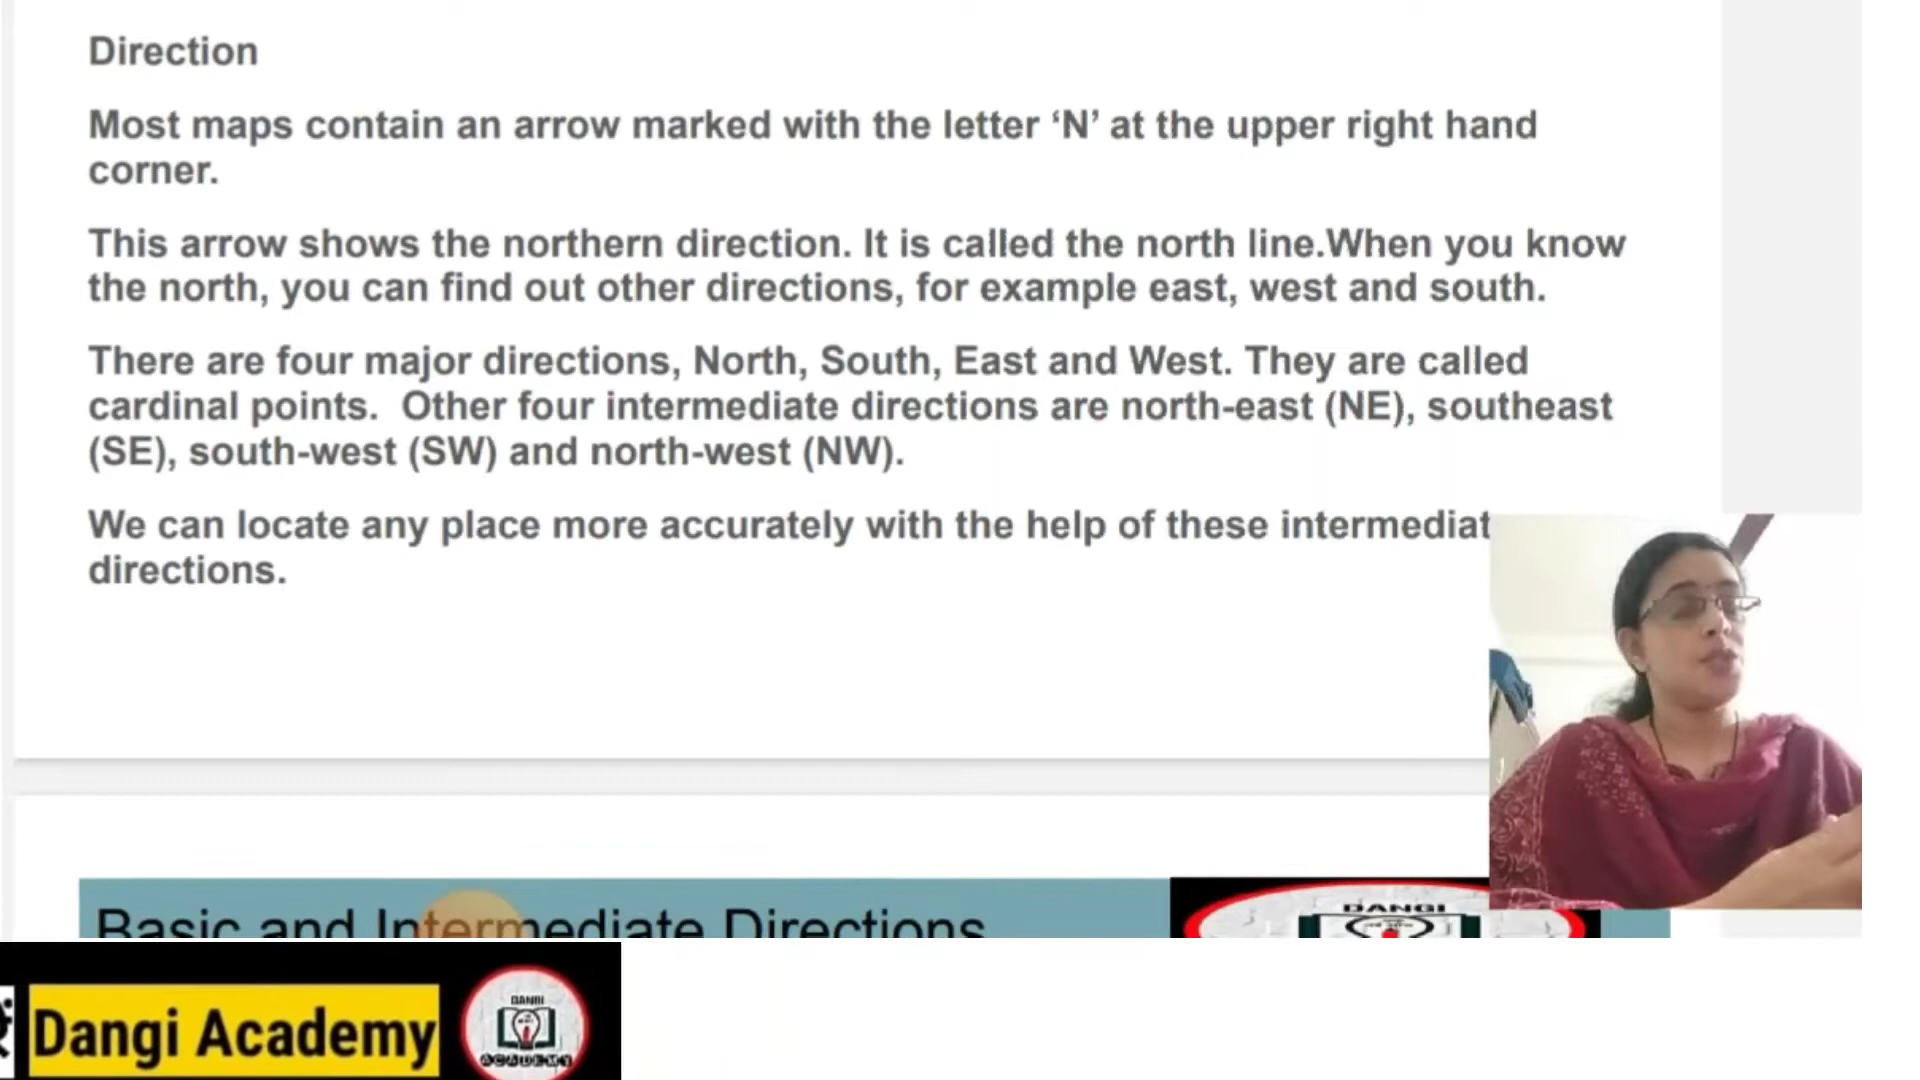 Direction
Most maps contain an arrow marked with the letter ‘N’ at the upper right hand
corner.
This arrow shows the northern direction. It is called the north line.When you know
the north, you can find out other directions, for example east, west and south.
There are four major directions, North, South, East and West. They are called
cardinal points.  Other four intermediate directions are north-east (NE), southeast
(SE), south-west (SW) and north-west (NW).
We can locate any place more accurately with the help of these intermediat
directions.
Basic and Intermediate Directions
DANGI
Dangi Academy
DANGI
ACADEMY